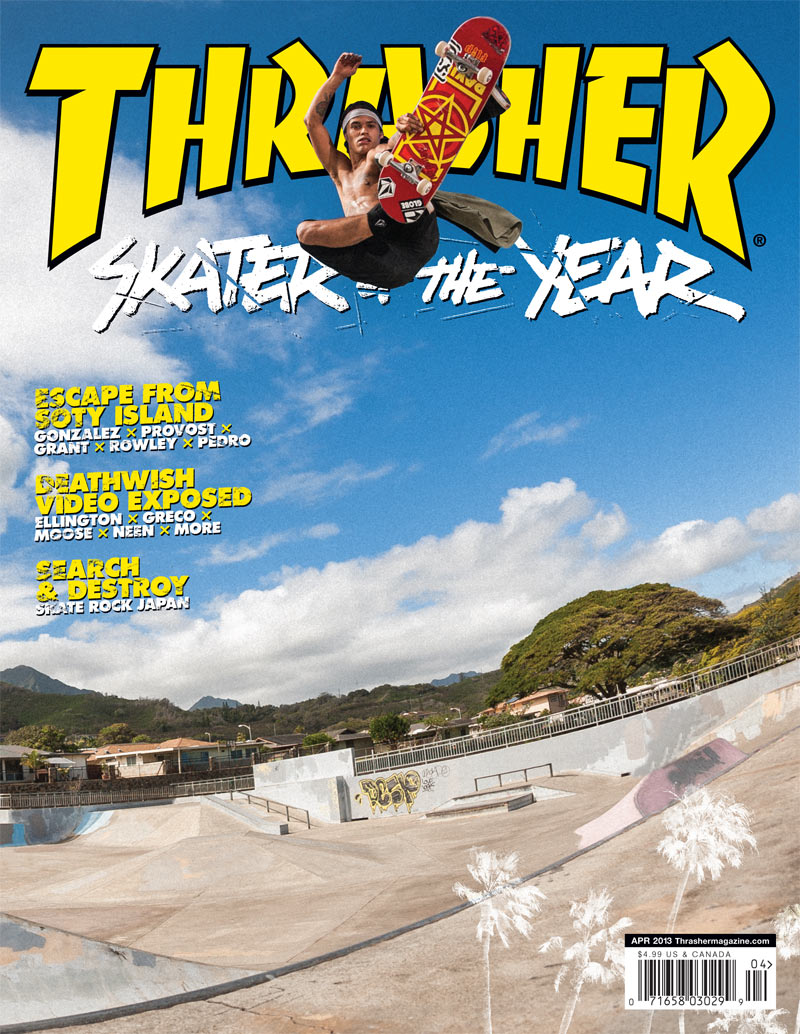 THRASHER
®
SKATER OF THE YEAR
DAVID
GLOBE
ESCAPE FROM
SOTY ISLAND
GONZALEZ × PROVOST ×
GRANT × ROWLEY × PEDRO
DEATHWISH
VIDEO EXPOSED
ELLINGTON × GRECO ×
MOOSE × NEEN × MORE
SEARCH
& DESTROY
SKATE ROCK JAPAN
APR 2013 Thrashermagazine.com
$4.99 US & CANADA
04>
0 71658 03029 9